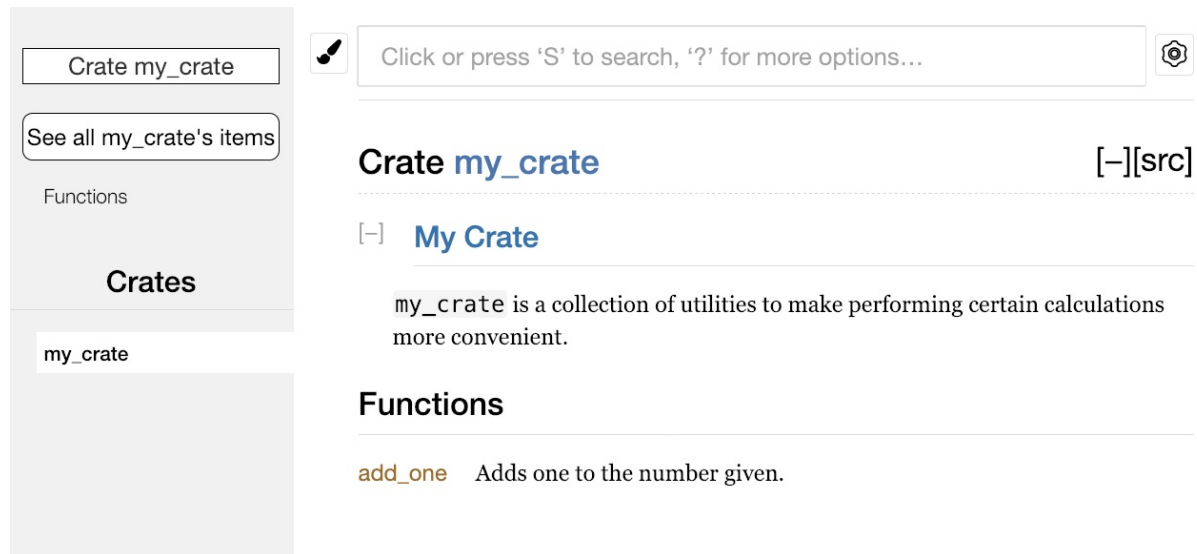 Crate my_crate
See all my_crate's items
Functions
Crates
my_crate
Click or press ‘S’ to search, ‘?’ for more options…
Crate my_crate
[−][src]
[−] My Crate
my_crate is a collection of utilities to make performing certain calculations
more convenient.
Functions
add_one Adds one to the number given.